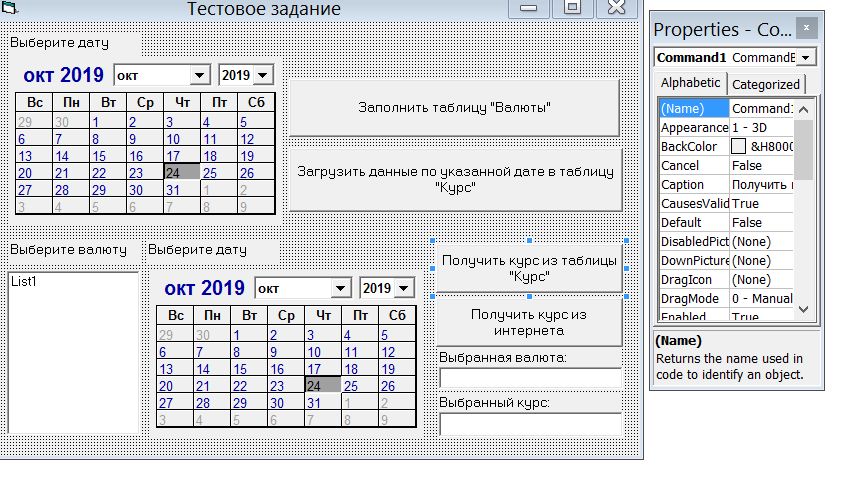 Тестовое задание
Выберите дату
окт 2019 окт 2019
Вс Пн Вт Ср Чт Пт Сб
29 30 1 2 3 4 5
6 7 8 9 10 11 12
13 14 15 16 17 18 19
20 21 22 23 24 25 26
27 28 29 30 31 1 2
3 4 5 6 7 8 9
Заполнить таблицу "Валюты"
Загрузить данные по указанной дате в таблицу
"Курс"
Выберите валюту
List1
Выберите дату
окт 2019 окт 2019
Вс Пн Вт Ср Чт Пт Сб
29 30 1 2 3 4 5
6 7 8 9 10 11 12
13 14 15 16 17 18 19
20 21 22 23 24 25 26
27 28 29 30 31 1 2
3 4 5 6 7 8 9
Получить курс из таблицы
"Курс"
Получить курс из
интернета
Выбранная валюта:
Выбранный курс:
Properties - Co...
Command1 CommandB
Alphabetic Categorized
(Name) Command1
Appearance 1 - 3D
BackColor &H8000
Cancel False
Caption Получить
CausesValid True
Default False
DisabledPict (None)
DownPicture (None)
DragIcon (None)
DragMode 0 - Manual
Enabled True
(Name)
Returns the name used in
code to identify an object.